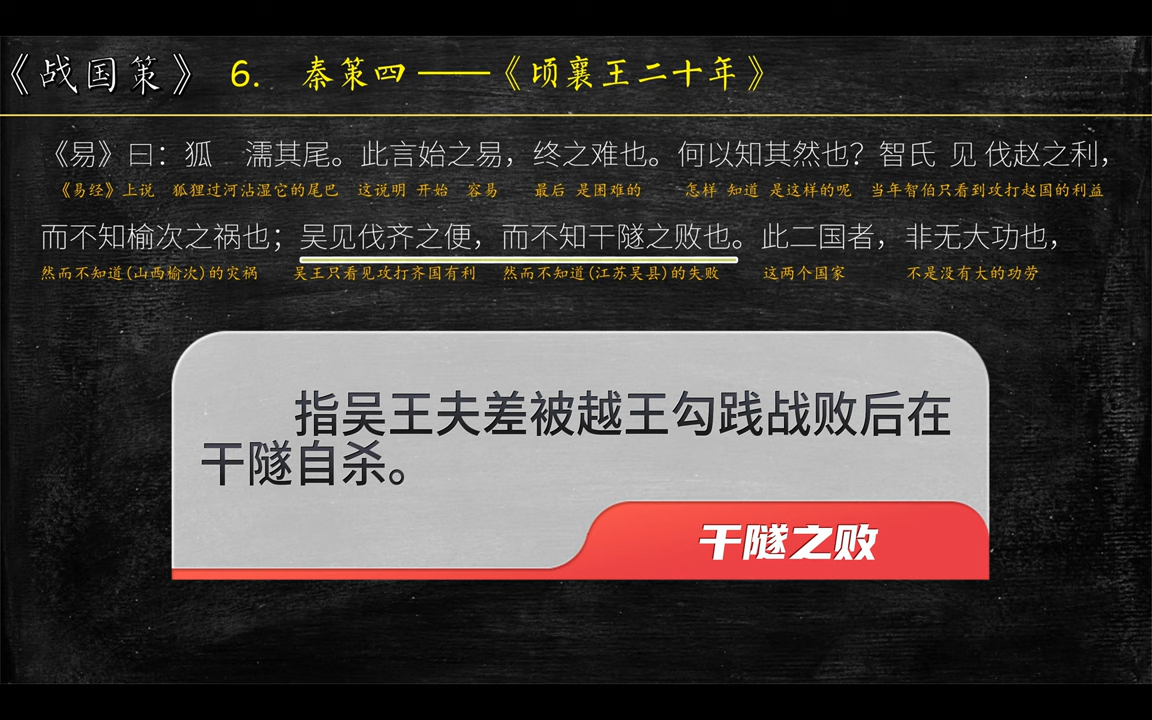 《战国策》 6. 秦策四 ——《顷襄王二十年》
《易》曰：狐 濡其尾。此言始之易，终之难也。何以知其然也？智氏 见 伐赵之利，
《易经》上说 狐狸过河沾湿它的尾巴 这说明 开始 容易 最后 是困难的 怎样 知道 是这样的呢 当年智伯只看到攻打赵国的利益
而不知榆次之祸也；吴见伐齐之便，而不知干隧之败也。此二国者，非无大功也，
然而不知道(山西榆次)的灾祸 吴王只看见攻打齐国有利 然而不知道(江苏吴县)的失败 这两个国家 不是没有大的功劳
指吴王夫差被越王勾践战败后在
干隧自杀。
干隧之败